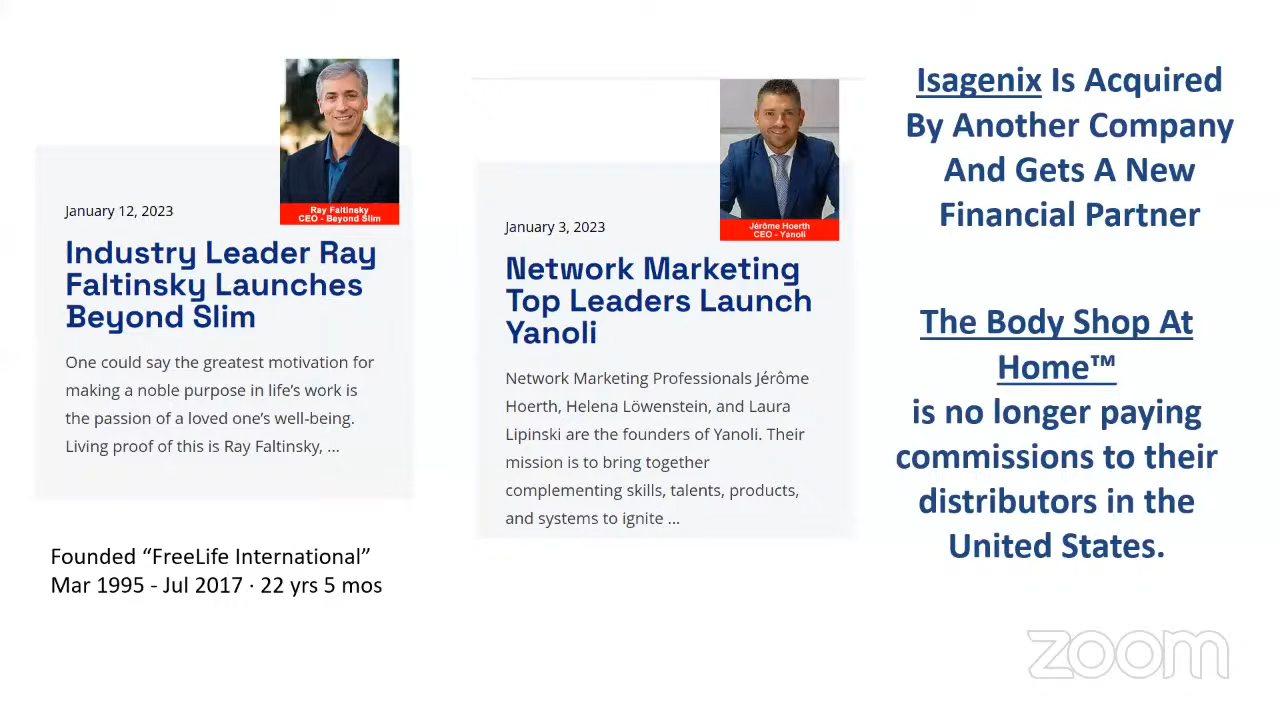 Ray Faltinsky
CEO - Beyond Slim
January 12, 2023
Industry Leader Ray
Faltinsky Launches
Beyond Slim
One could say the greatest motivation for
making a noble purpose in life’s work is
the passion of a loved one’s well-being.
Living proof of this is Ray Faltinsky, ...
Founded “FreeLife International”
Mar 1995 - Jul 2017 · 22 yrs 5 mos
Jérôme Hoerth
CEO - Yanoli
January 3, 2023
Network Marketing
Top Leaders Launch
Yanoli
Network Marketing Professionals Jérôme
Hoerth, Helena Löwenstein, and Laura
Lipinski are the founders of Yanoli. Their
mission is to bring together
complementing skills, talents, products,
and systems to ignite ...
Isagenix Is Acquired
By Another Company
And Gets A New
Financial Partner
The Body Shop At
Home™
is no longer paying
commissions to their
distributors in the
United States.
zoom